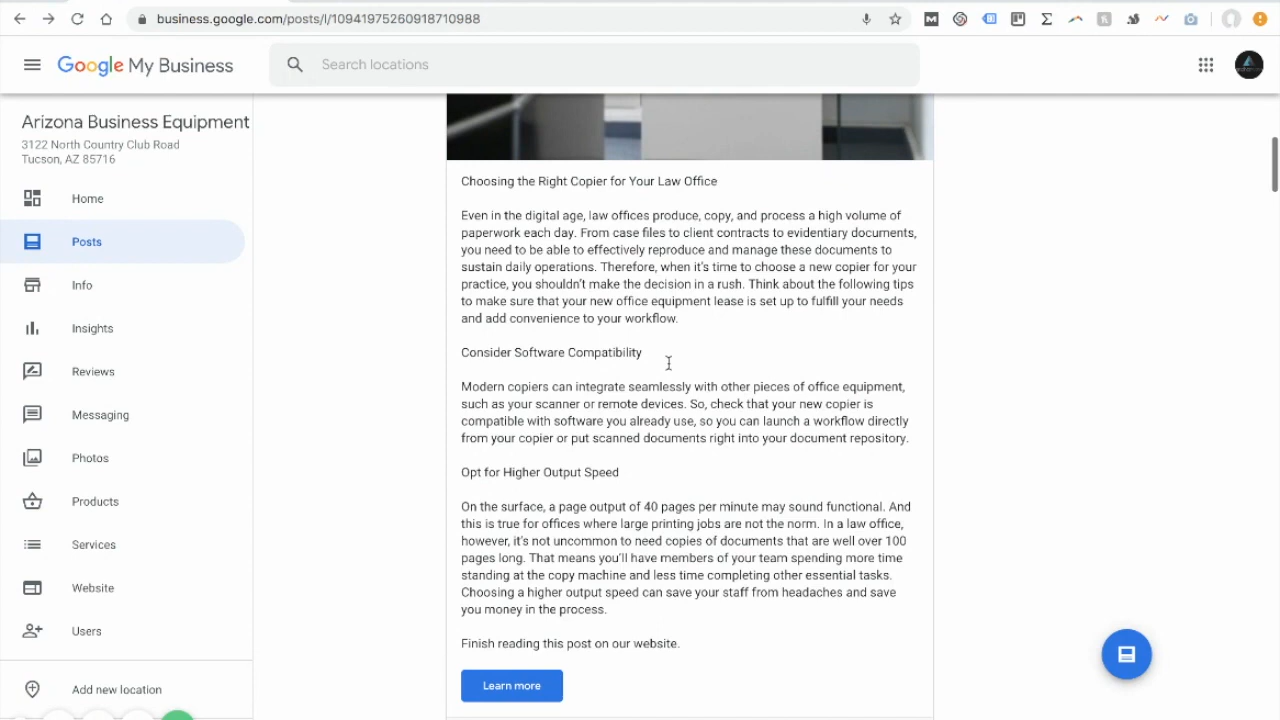 business.google.com/posts/l/10941975260918710988
Google My Business
Search locations
Arizona Business Equipment
3122 North Country Club Road
Tucson, AZ 85716
Home
Posts
Info
Insights
Reviews
Messaging
Photos
Products
Services
Website
Users
Add new location
Choosing the Right Copier for Your Law Office
Even in the digital age, law offices produce, copy, and process a high volume of
paperwork each day. From case files to client contracts to evidentiary documents,
you need to be able to effectively reproduce and manage these documents to
sustain daily operations. Therefore, when it's time to choose a new copier for your
practice, you shouldn't make the decision in a rush. Think about the following tips
to make sure that your new office equipment lease is set up to fulfill your needs
and add convenience to your workflow.
Consider Software Compatibility
Modern copiers can integrate seamlessly with other pieces of office equipment,
such as your scanner or remote devices. So, check that your new copier is
compatible with software you already use, so you can launch a workflow directly
from your copier or put scanned documents right into your document repository.
Opt for Higher Output Speed
On the surface, a page output of 40 pages per minute may sound functional. And
this is true for offices where large printing jobs are not the norm. In a law office,
however, it's not uncommon to need copies of documents that are well over 100
pages long. That means you'll have members of your team spending more time
standing at the copy machine and less time completing other essential tasks.
Choosing a higher output speed can save your staff from headaches and save
you money in the process.
Finish reading this post on our website.
Learn more